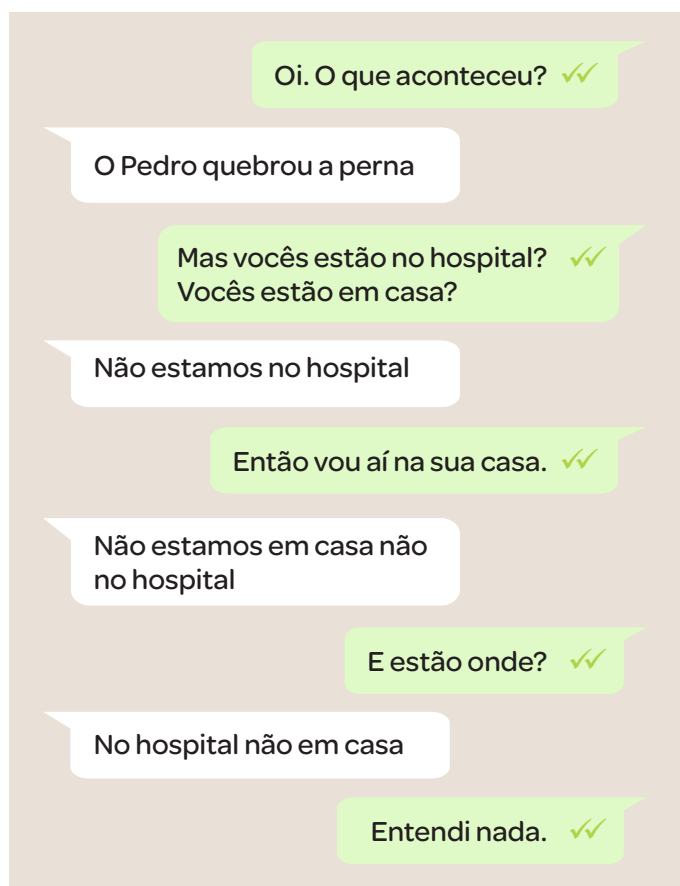 Oi. O que aconteceu?
O Pedro quebrou a perna
Mas vocês estão no hospital?
Vocês estão em casa?
Não estamos no hospital
Então vou aí na sua casa.
Não estamos em casa não
no hospital
E estão onde?
No hospital não em casa
Entendi nada.